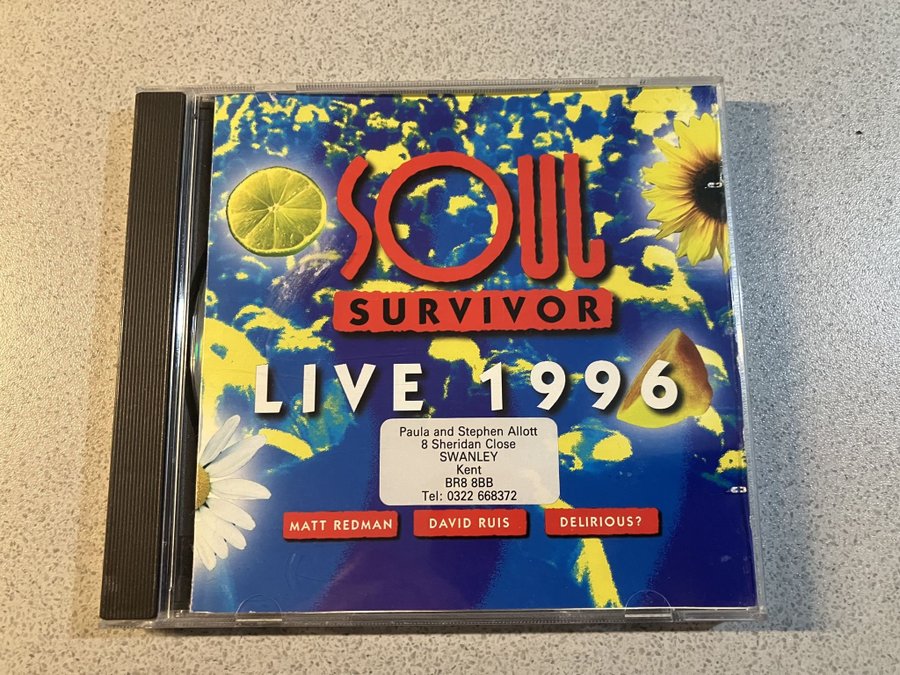 SOUL
SURVIVOR
LIVE 1996
Paula and Stephen Allott
8 Sheridan Close
SWANLEY
Kent
BR8 8BB
Tel: 0322 668372
MATT REDMAN DAVID RUIS DELIRIOUS?